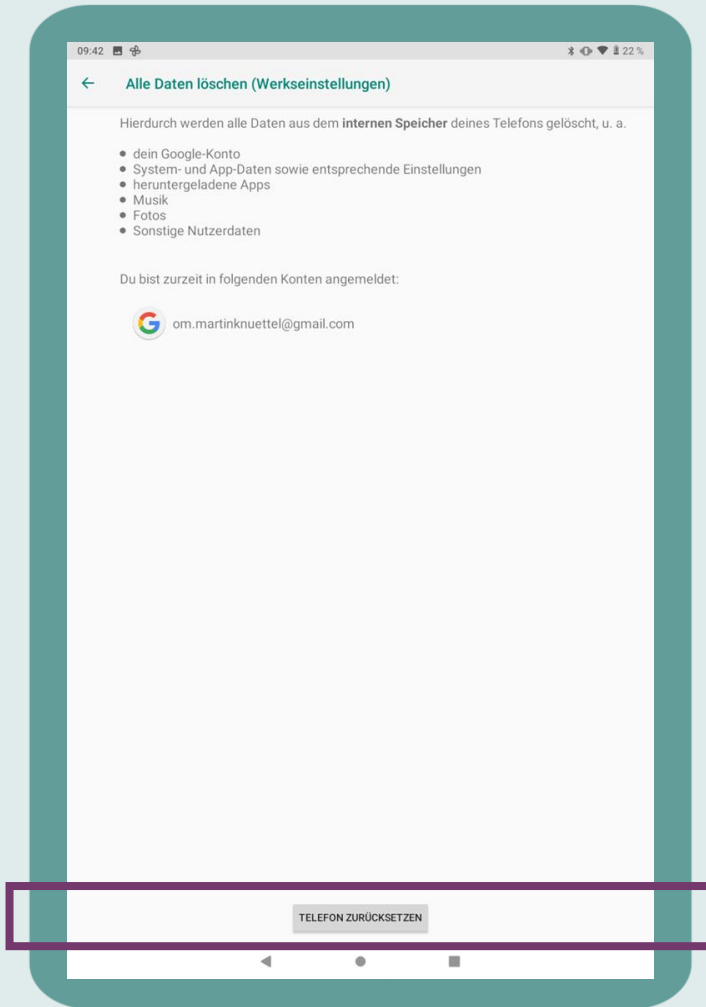 09:42 22 %
Alle Daten löschen (Werkseinstellungen)
Hierdurch werden alle Daten aus dem internen Speicher deines Telefons gelöscht, u. a.
• dein Google-Konto
• System- und App-Daten sowie entsprechende Einstellungen
• heruntergeladene Apps
• Musik
• Fotos
• Sonstige Nutzerdaten
Du bist zurzeit in folgenden Konten angemeldet:
om.martinknuettel@gmail.com
TELEFON ZURÜCKSETZEN